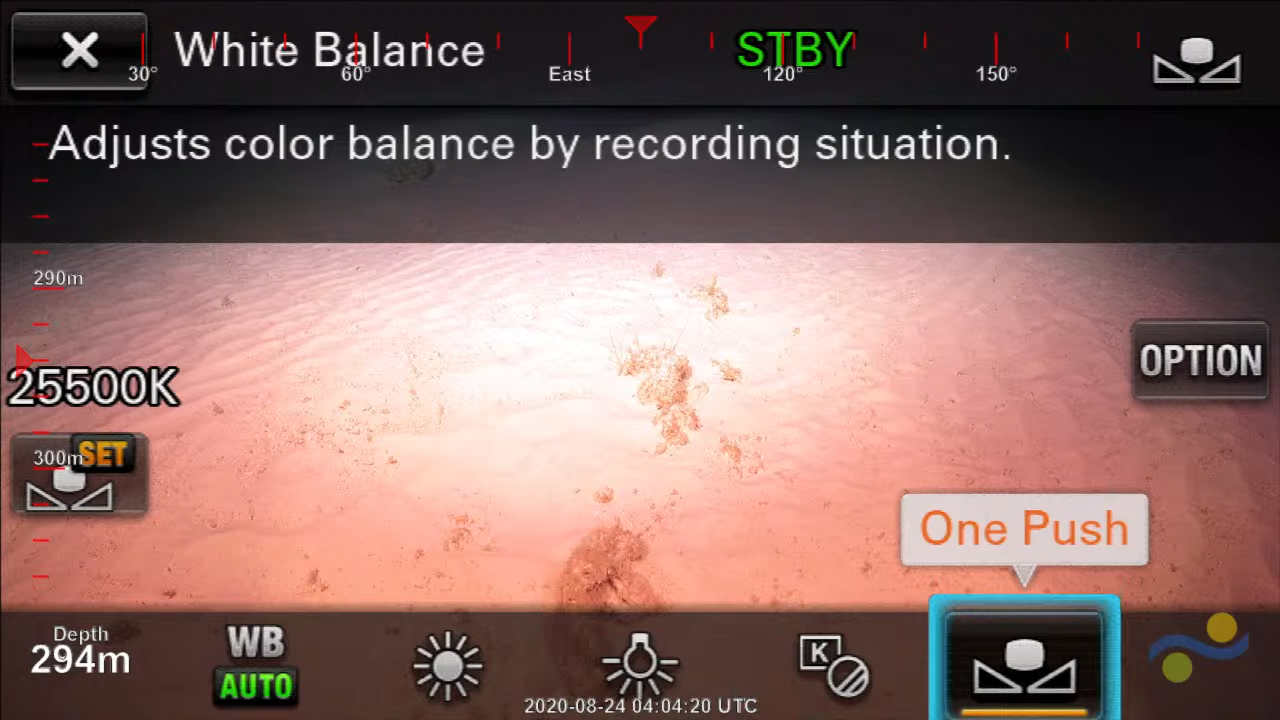 White Balance
STBY
30°
60°
East
120°
150°
Adjusts color balance by recording situation.
290m
25500K
OPTION
SET
300m
One Push
Depth
294m
WB
AUTO
K
2020-08-24 04:04:20 UTC